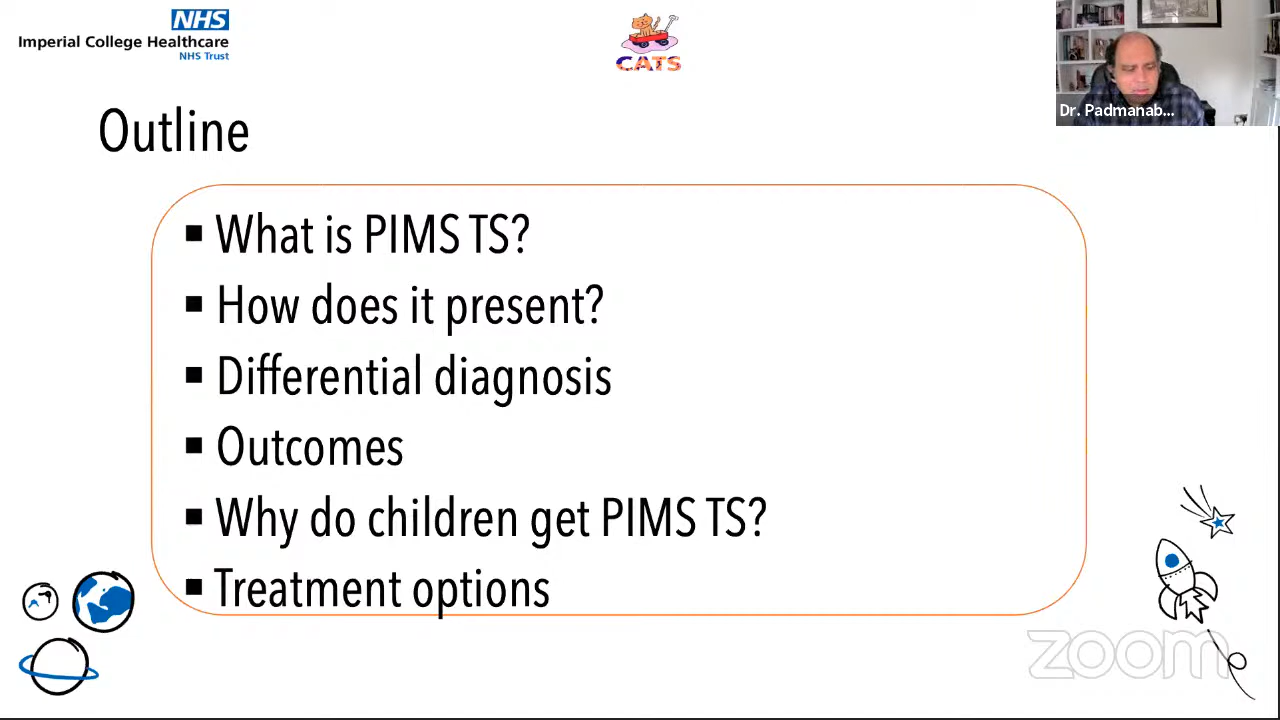 NHS
Imperial College Healthcare
NHS Trust
CATS
Dr. Padmanab...
Outline
▪ What is PIMS TS?
▪ How does it present?
▪ Differential diagnosis
▪ Outcomes
▪ Why do children get PIMS TS?
▪ Treatment options
zoom